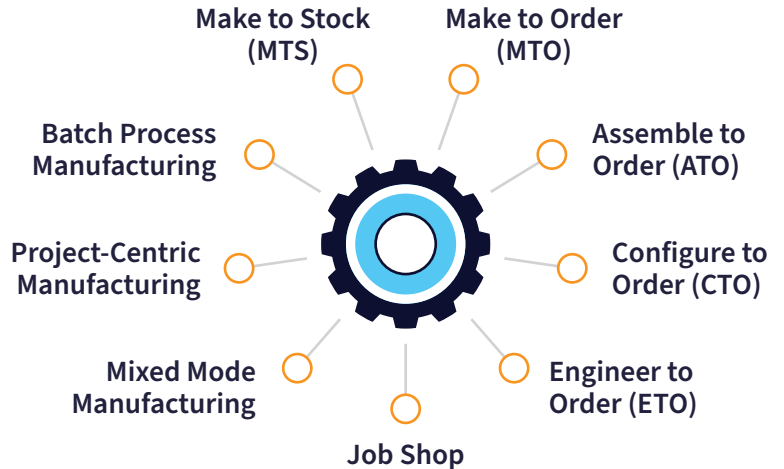 Make to Stock
(MTS)
Make to Order
(MTO)
Assemble to
Order (ATO)
Configure to
Order (CTO)
Engineer to
Order (ETO)
Job Shop
Mixed Mode
Manufacturing
Project-Centric
Manufacturing
Batch Process
Manufacturing